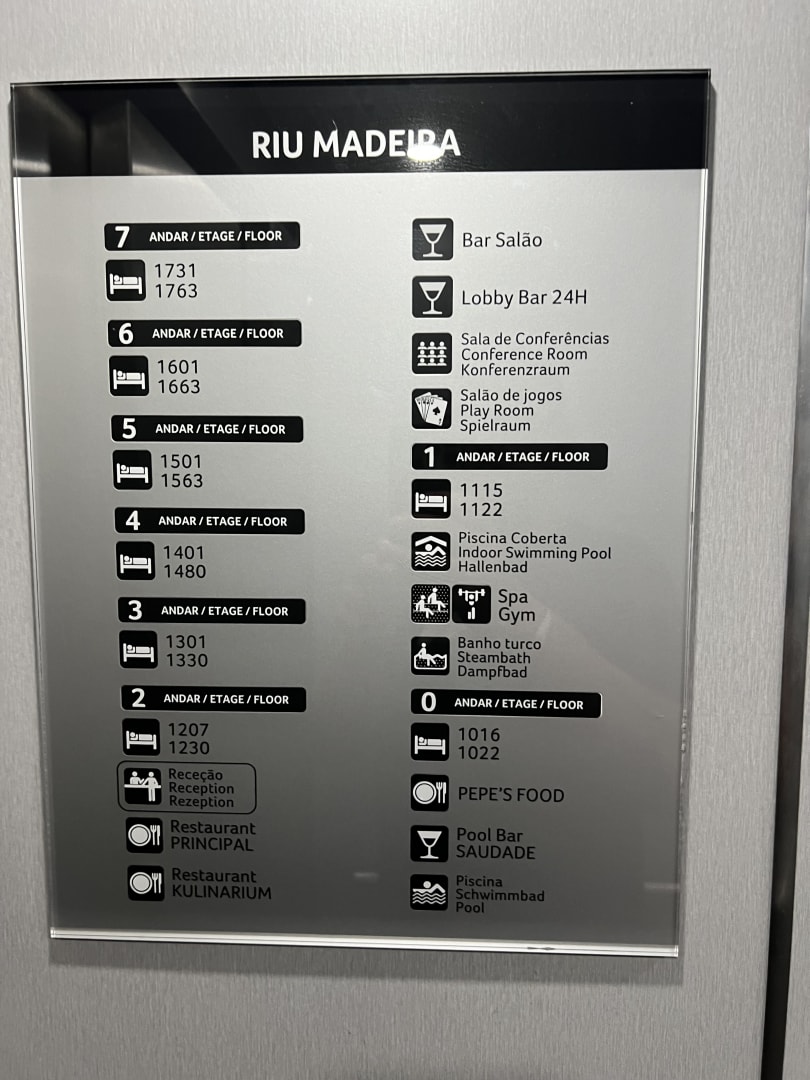 RIU MADEIRA
7 ANDAR / ETAGE / FLOOR
1731
1763
6 ANDAR / ETAGE / FLOOR
1601
1663
5 ANDAR / ETAGE / FLOOR
1501
1563
4 ANDAR / ETAGE / FLOOR
1401
1480
3 ANDAR / ETAGE / FLOOR
1301
1330
2 ANDAR / ETAGE / FLOOR
1207
1230
Receção
Reception
Rezeption
Restaurant
PRINCIPAL
Restaurant
KULINARIUM
Bar Salão
Lobby Bar 24H
Sala de Conferências
Conference Room
Konferenzraum
Salão de jogos
Play Room
Spielraum
1 ANDAR / ETAGE / FLOOR
1115
1122
Piscina Coberta
Indoor Swimming Pool
Hallenbad
Spa
Gym
Banho turco
Steambath
Dampfbad
0 ANDAR / ETAGE / FLOOR
1016
1022
PEPE'S FOOD
Pool Bar
SAUDADE
Piscina
Schwimmbad
Pool